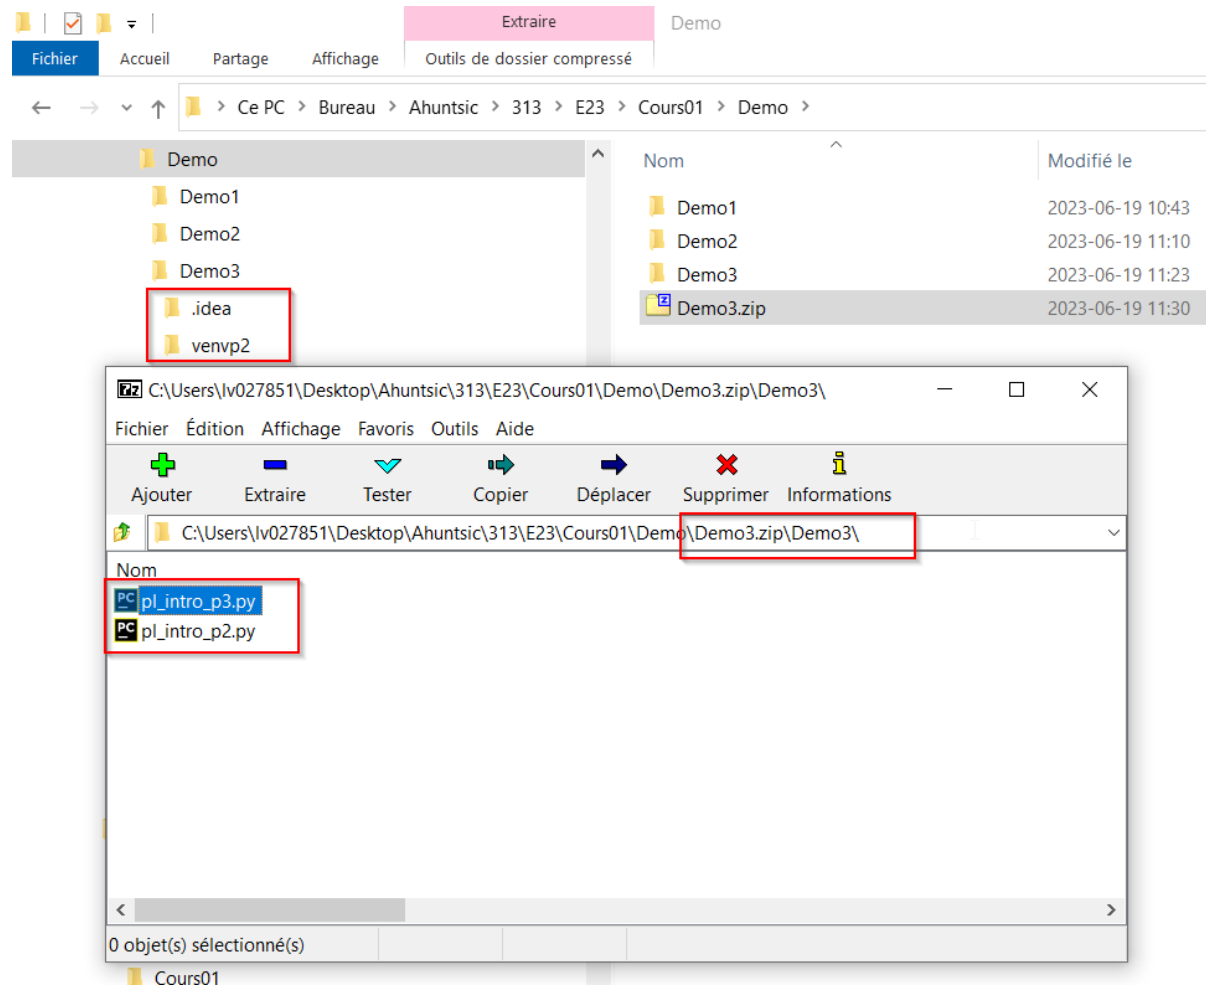 Extraire
Demo
Fichier Accueil Partage Affichage Outils de dossier compressé
Ce PC > Bureau > Ahuntsic > 313 > E23 > Cours01 > Demo >
Demo
Demo1
Demo2
Demo3
.idea
venvp2
Nom Modifié le
Demo1 2023-06-19 10:43
Demo2 2023-06-19 11:10
Demo3 2023-06-19 11:23
Demo3.zip 2023-06-19 11:30
C:\Users\lv027851\Desktop\Ahuntsic\313\E23\Cours01\Demo\Demo3.zip\Demo3\
Fichier Édition Affichage Favoris Outils Aide
Ajouter Extraire Tester Copier Déplacer Supprimer Informations
C:\Users\lv027851\Desktop\Ahuntsic\313\E23\Cours01\Demo\Demo3.zip\Demo3\
Nom
PC pl_intro_p3.py
PC pl_intro_p2.py
0 objet(s) sélectionné(s)
Cours01